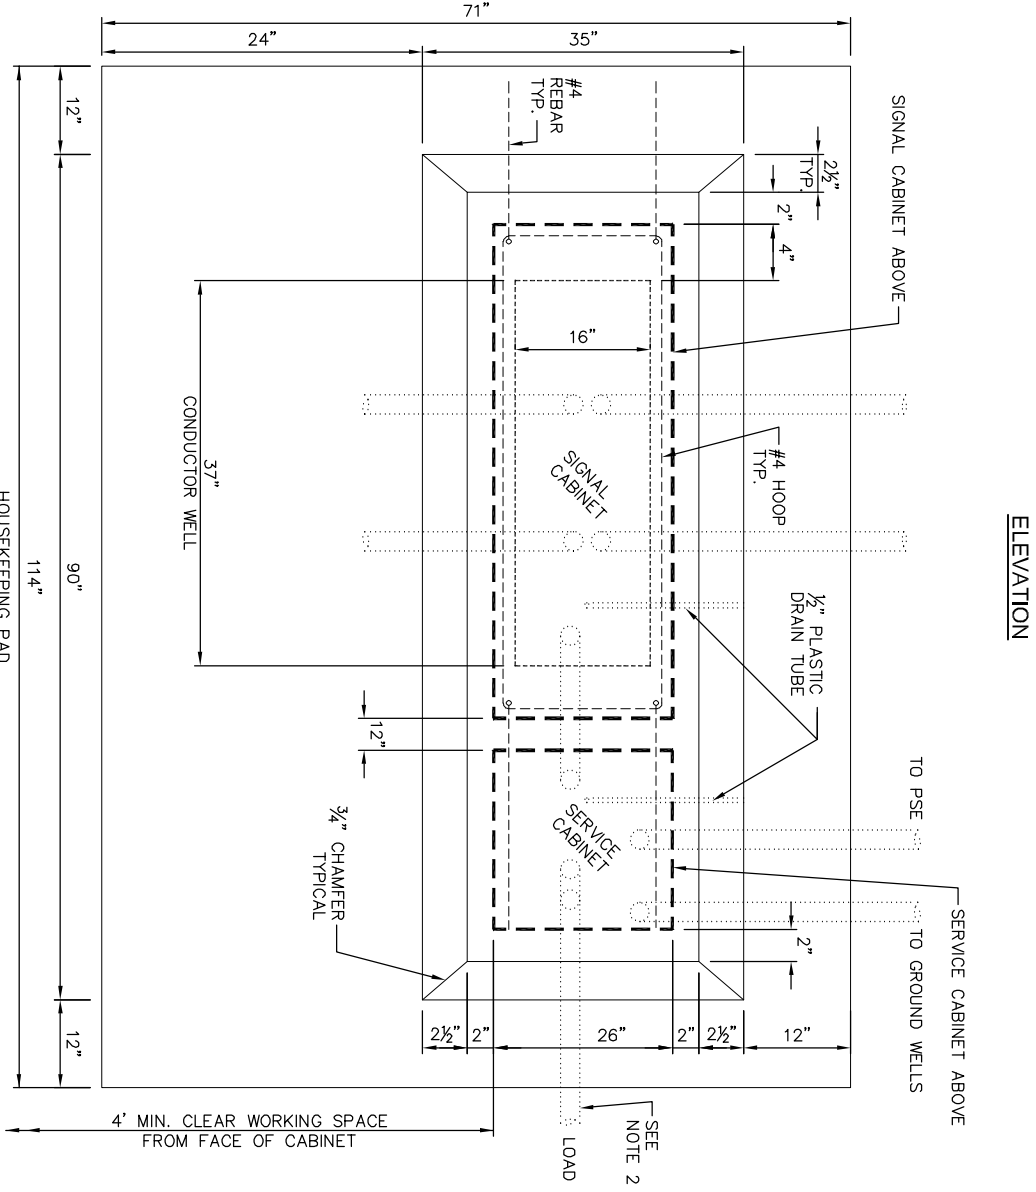 71"
24"
35"
12"
#4
REBAR
TYP.
2½"
TYP.
SIGNAL CABINET ABOVE
2"
4"
16"
37"
CONDUCTOR WELL
SIGNAL
CABINET
#4 HOOP
TYP.
ELEVATION
½" PLASTIC
DRAIN TUBE
HOUSEKEEPING PAD
114"
90"
12"
TO PSE
SERVICE
CABINET
¾" CHAMFER
TYPICAL
SERVICE CABINET ABOVE
TO GROUND WELLS
2"
12"
2½"
2"
26"
2"
2½"
12"
4' MIN. CLEAR WORKING SPACE
FROM FACE OF CABINET
SEE
NOTE 2
LOAD